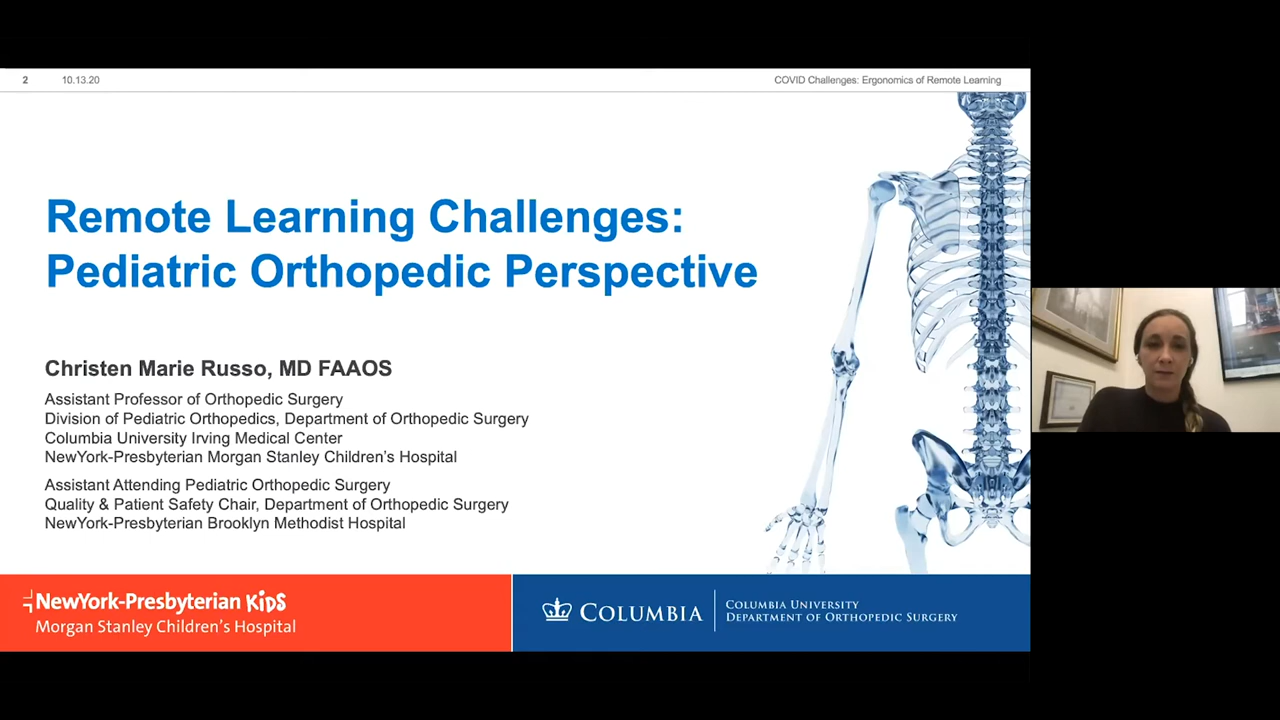 2 10.13.20 COVID Challenges: Ergonomics of Remote Learning
Remote Learning Challenges:
Pediatric Orthopedic Perspective
Christen Marie Russo, MD FAAOS
Assistant Professor of Orthopedic Surgery
Division of Pediatric Orthopedics, Department of Orthopedic Surgery
Columbia University Irving Medical Center
NewYork-Presbyterian Morgan Stanley Children’s Hospital
Assistant Attending Pediatric Orthopedic Surgery
Quality & Patient Safety Chair, Department of Orthopedic Surgery
NewYork-Presbyterian Brooklyn Methodist Hospital
NewYork-Presbyterian KiDS
Morgan Stanley Children’s Hospital
COLUMBIA
COLUMBIA UNIVERSITY
DEPARTMENT OF ORTHOPEDIC SURGERY